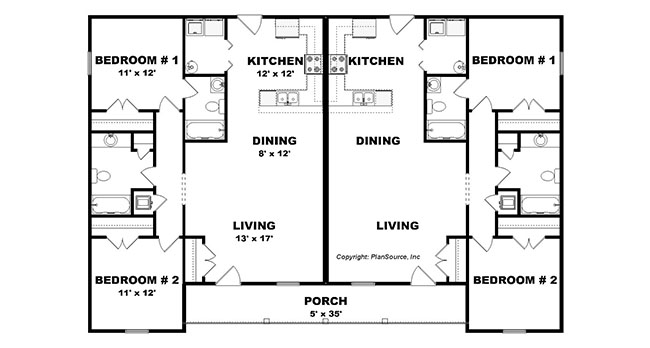 BEDROOM # 1
11' x 12'
KITCHEN
12' x 12'
KITCHEN
BEDROOM # 1
DINING
8' x 12'
DINING
LIVING
13' x 17'
LIVING
Copyright: PlanSource, Inc
BEDROOM # 2
11' x 12'
BEDROOM # 2
PORCH
5' x 35'